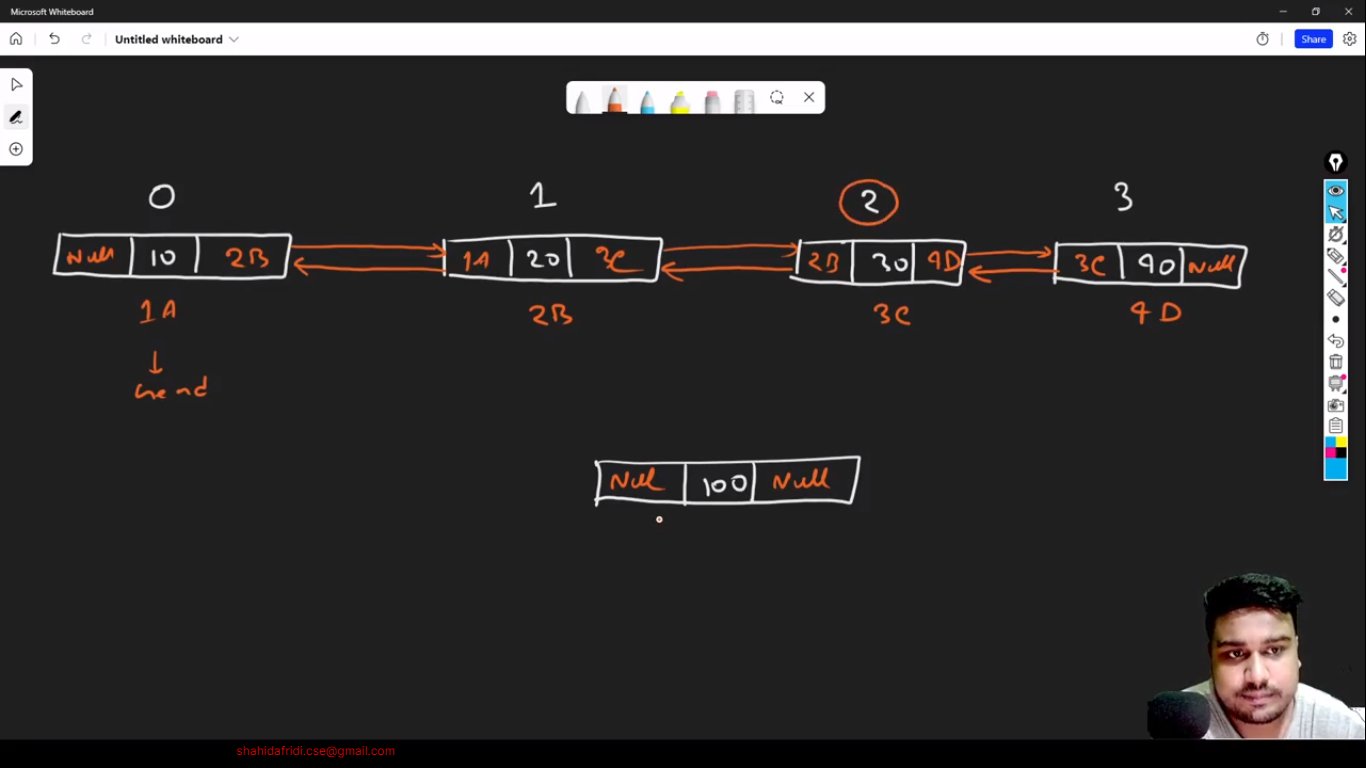 Microsoft Whiteboard
Untitled whiteboard
Share
0 1 2 3
Null 10 2B
1A 20 3C
2B 30 4D
3C 40 Null
1A 2B 3C 4D
head
Null 100 Null
shahidafridi.cse@gmail.com